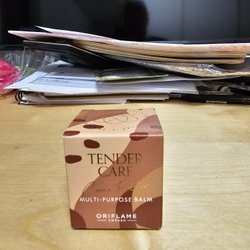 TENDER
CARE
MULTI-PURPOSE BALM
ORIFLAME
SWEDEN